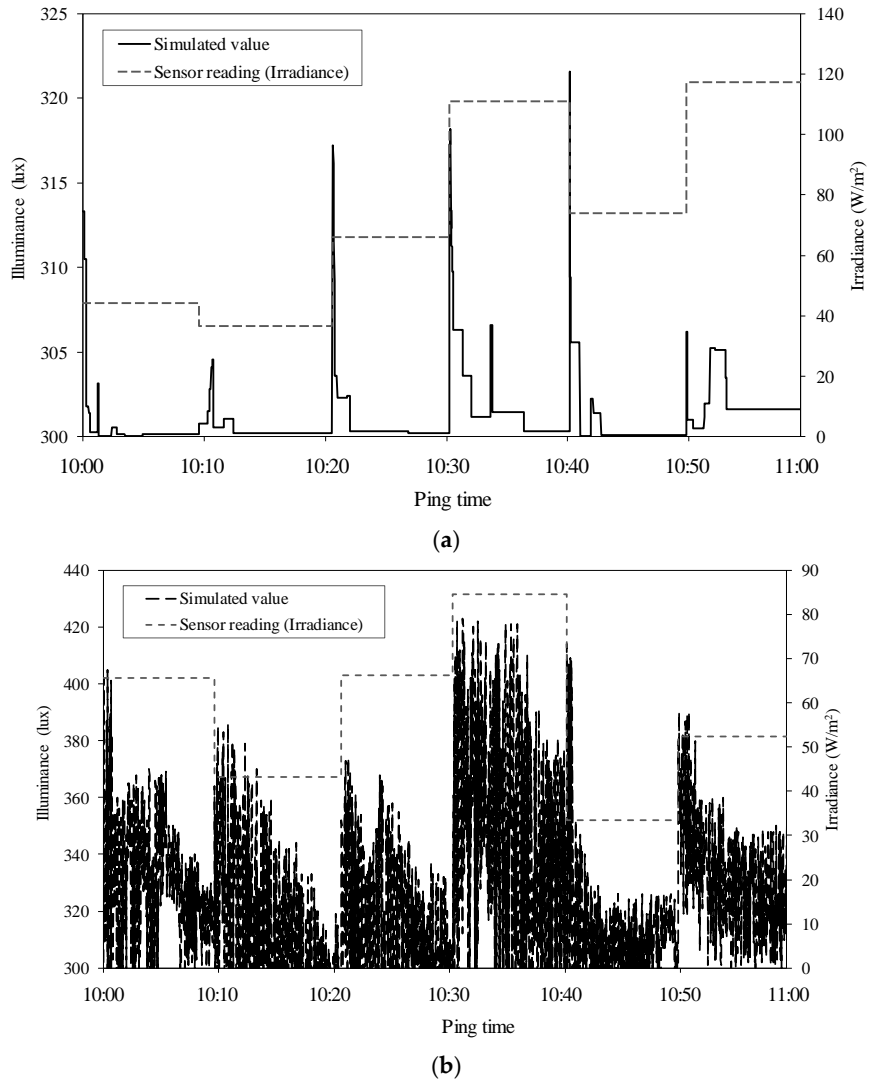 325
320
315
310
305
300
Illuminance (lux)
140
120
100
80
60
40
20
0
Irradiance (W/m²)
Simulated value
Sensor reading (Irradiance)
10:00 10:10 10:20 10:30 10:40 10:50 11:00
Ping time
(a)
440
420
400
380
360
340
320
300
Illuminance (lux)
90
80
70
60
50
40
30
20
10
0
Irradiance (W/m²)
Simulated value
Sensor reading (Irradiance)
10:00 10:10 10:20 10:30 10:40 10:50 11:00
Ping time
(b)